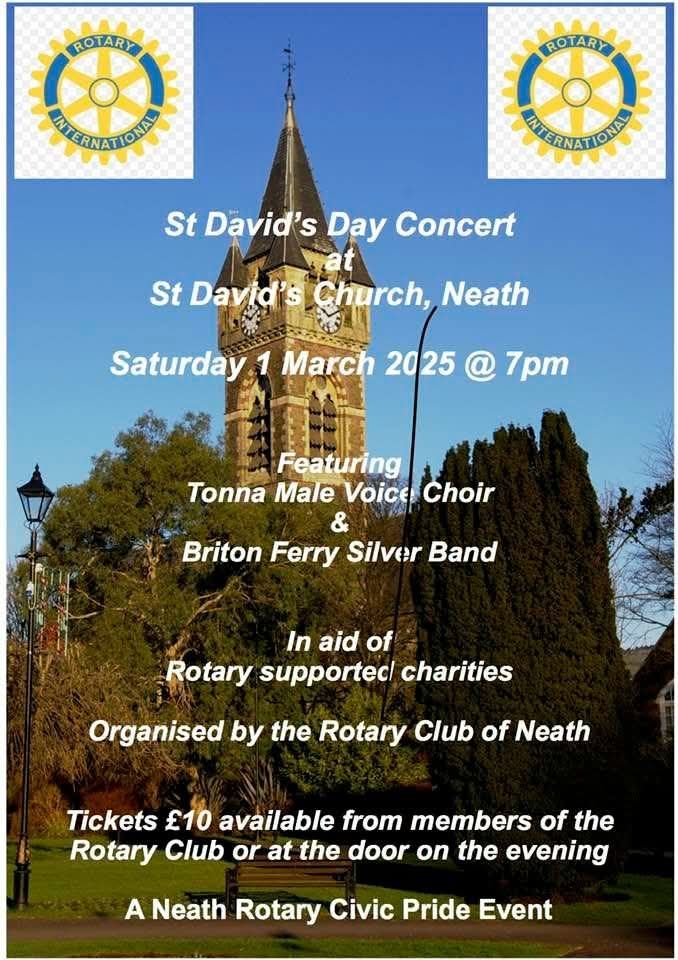 ROTARY
INTERNATIONAL
ROTARY
INTERNATIONAL
St David's Day Concert
at
St David's Church, Neath
Saturday 1 March 2025 @ 7pm
Featuring
Tonna Male Voice Choir
&
Briton Ferry Silver Band
In aid of
Rotary supported charities
Organised by the Rotary Club of Neath
Tickets £10 available from members of the
Rotary Club or at the door on the evening
A Neath Rotary Civic Pride Event